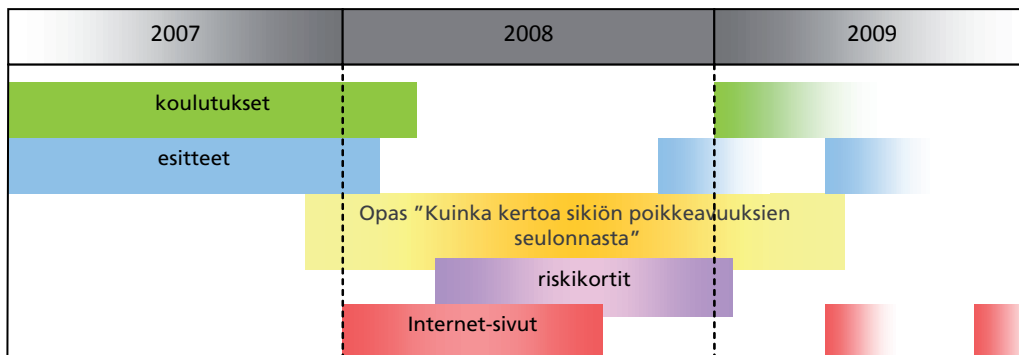 2007
2008
2009
koulutukset
esitteet
Opas ”Kuinka kertoa sikiön poikkeavuuksien
seulonnasta”
riskikortit
Internet-sivut